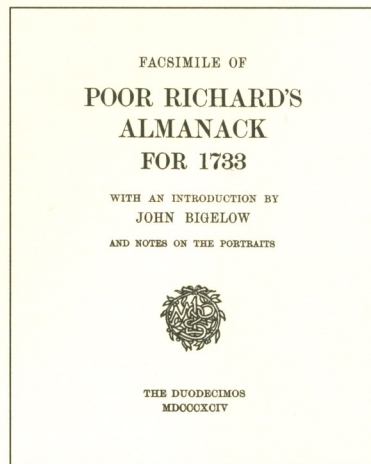 FACSIMILE OF
POOR RICHARD'S
ALMANACK
FOR 1733
WITH AN INTRODUCTION BY
JOHN BIGELOW
AND NOTES ON THE PORTRAITS
THE DUODECIMOS
MDCCCXCIV